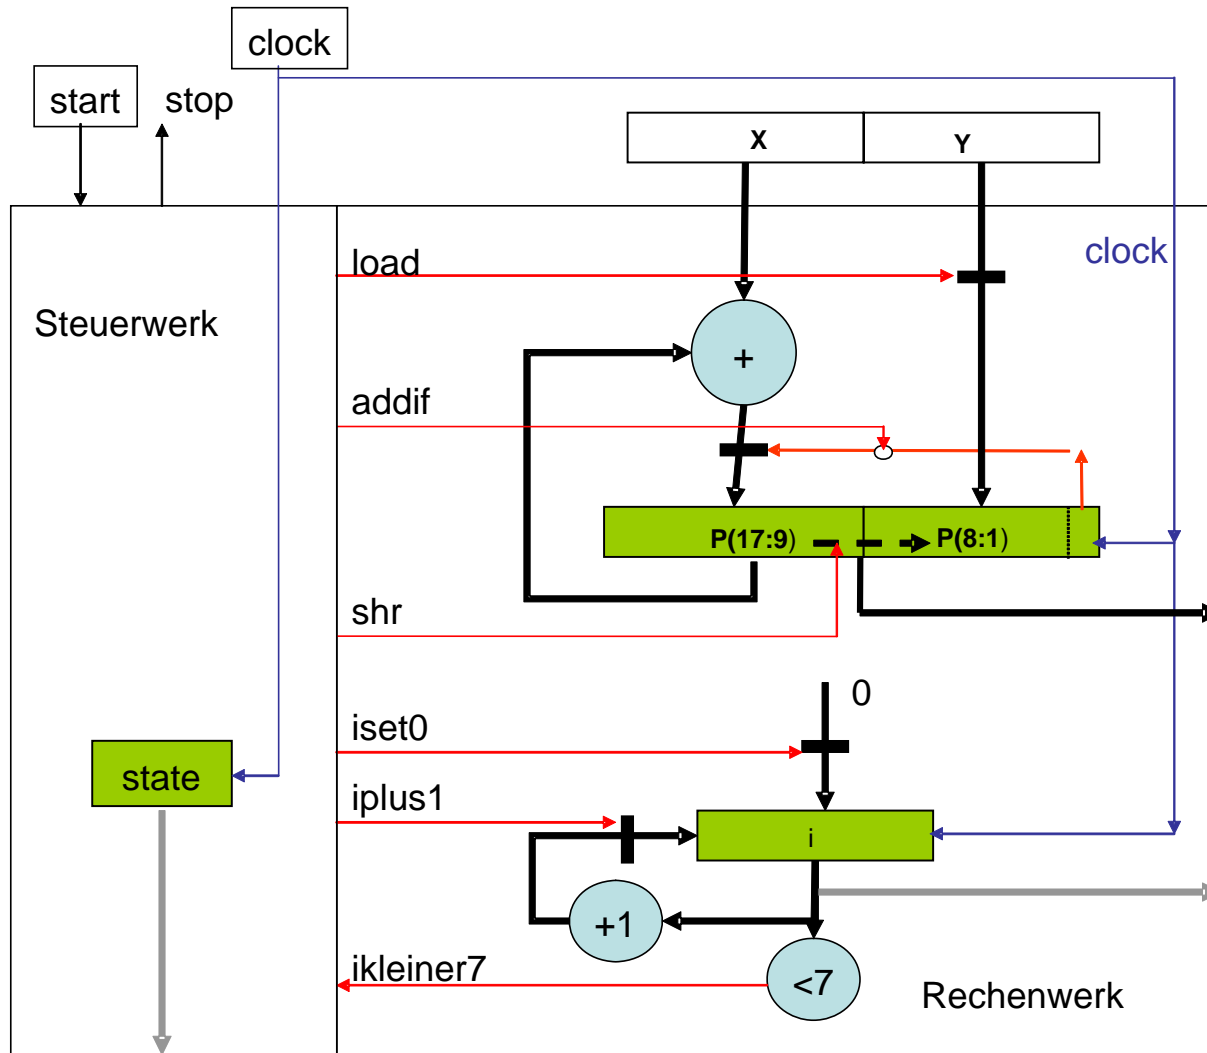 clock
start
stop
X
Y
load
clock
Steuerwerk
+
addif
P(17:9)
P(8:1)
shr
0
iset0
state
iplus1
i
+1
ikleiner7
<7
Rechenwerk